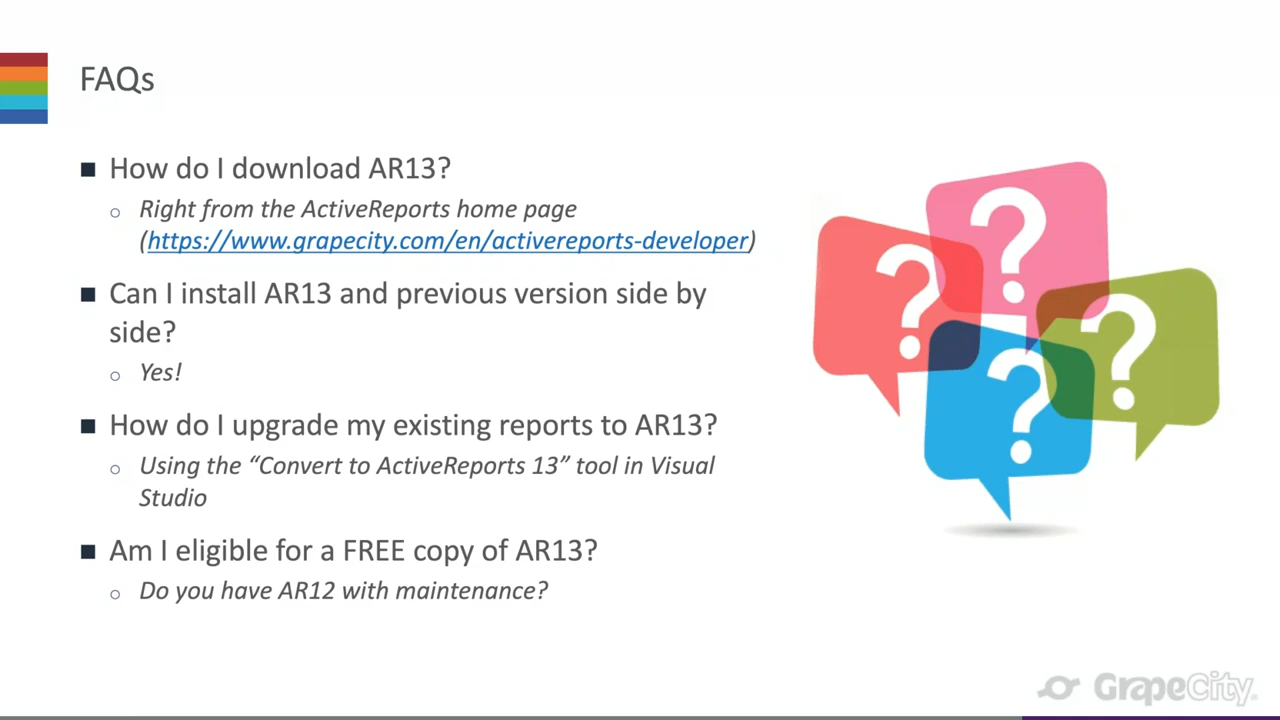 FAQs
How do I download AR13?
Right from the ActiveReports home page
(https://www.grapecity.com/en/activereports-developer)
Can I install AR13 and previous version side by
side?
Yes!
How do I upgrade my existing reports to AR13?
Using the “Convert to ActiveReports 13” tool in Visual
Studio
Am I eligible for a FREE copy of AR13?
Do you have AR12 with maintenance?
? ? ? ?
GrapeCity.